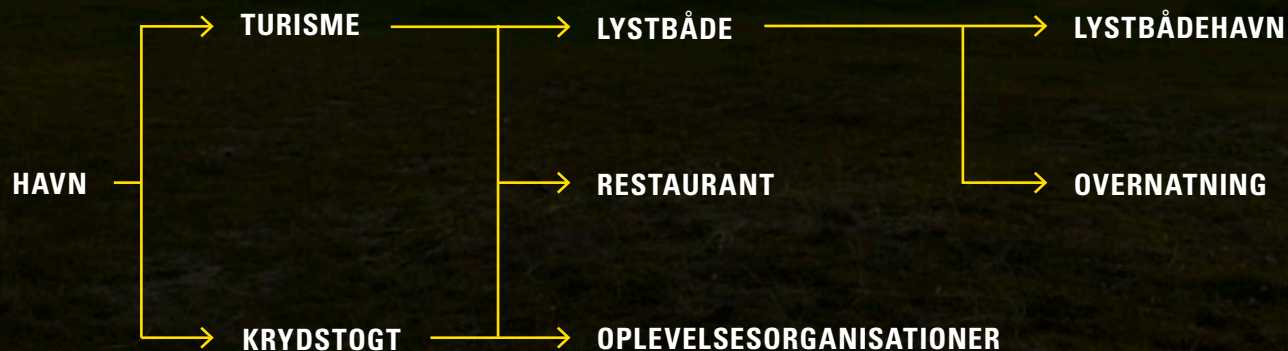 TURISME
LYSTBÅDE
LYSTBÅDEHAVN
HAVN
RESTAURANT
OVERNATNING
KRYDSTOGT
OPLEVELSESORGANISATIONER